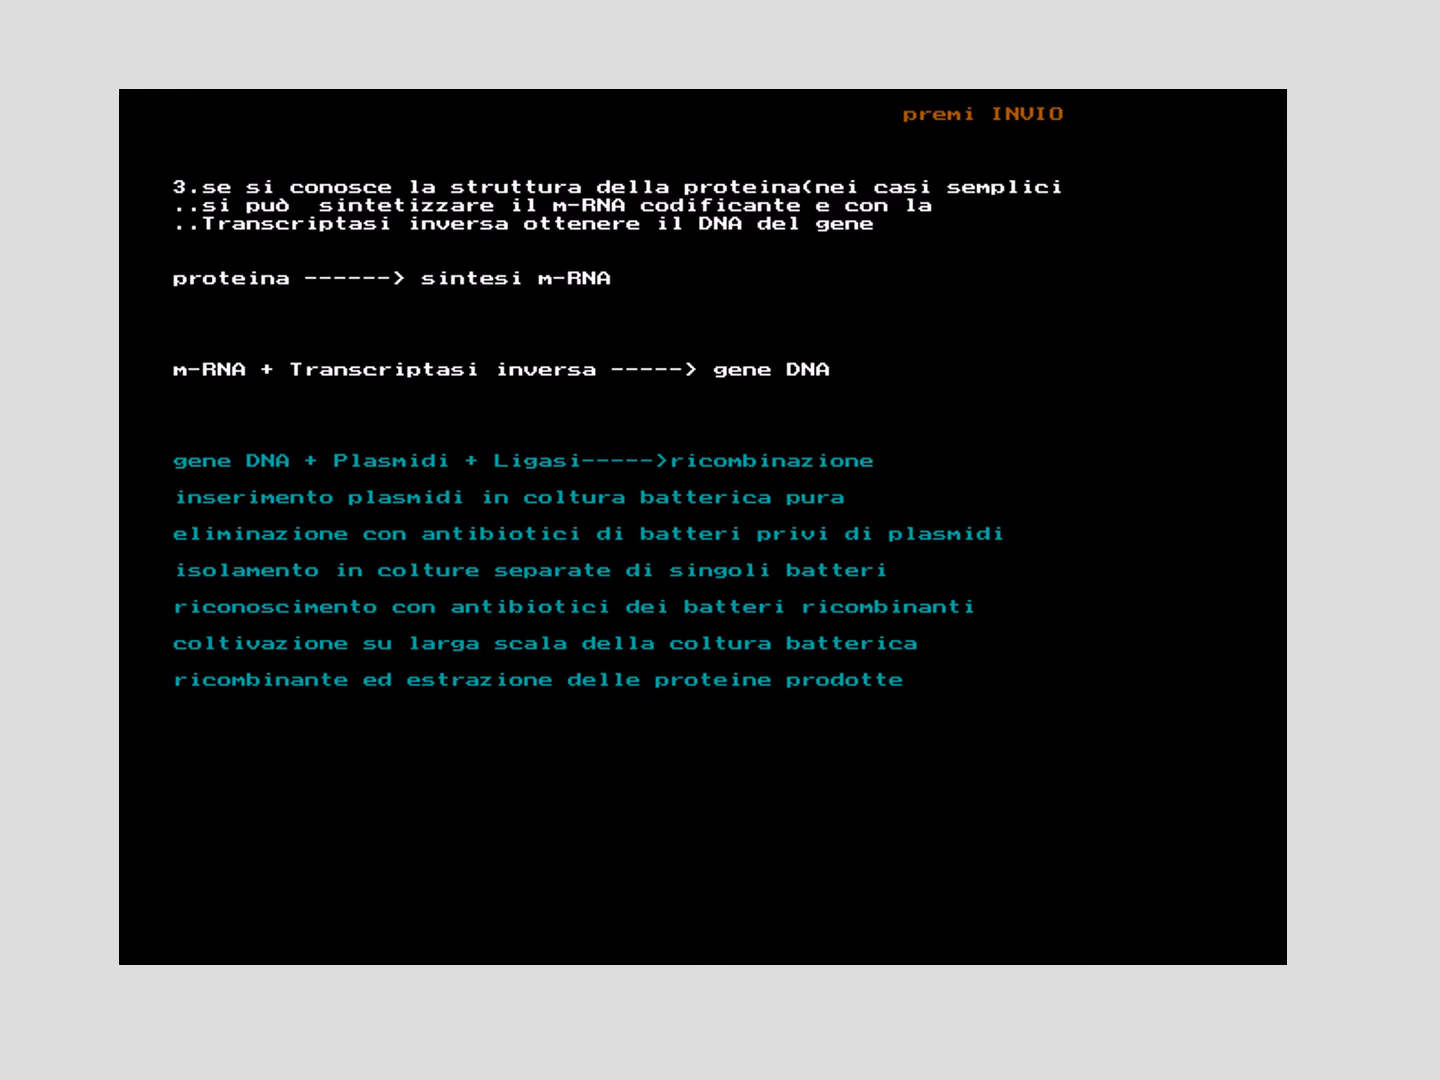 premi INVIO
3.se si conosce la struttura della proteina(nei casi semplici
..si può  sintetizzare il m-RNA codificante e con la
..Transcriptasi inversa ottenere il DNA del gene
proteina ------> sintesi m-RNA
m-RNA + Transcriptasi inversa -----> gene DNA
gene DNA + Plasmidi + Ligasi----->ricombinazione
inserimento plasmidi in coltura batterica pura
eliminazione con antibiotici di batteri privi di plasmidi
isolamento in colture separate di singoli batteri
riconoscimento con antibiotici dei batteri ricombinanti
coltivazione su larga scala della coltura batterica
ricombinante ed estrazione delle proteine prodotte